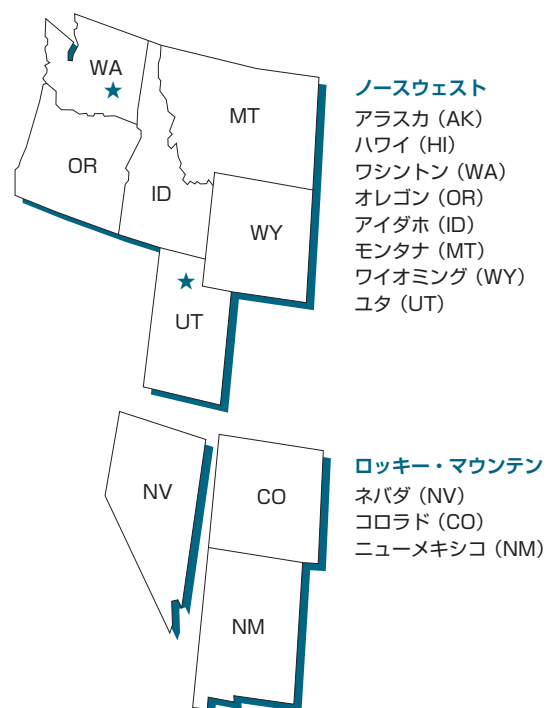 WA
MT
OR
ID
WY
UT
ノースウェスト
アラスカ（AK）
ハワイ（HI）
ワシントン（WA）
オレゴン（OR）
アイダホ（ID）
モンタナ（MT）
ワイオミング（WY）
ユタ（UT）
NV
CO
NM
ロッキー・マウンテン
ネバダ（NV）
コロラド（CO）
ニューメキシコ（NM）